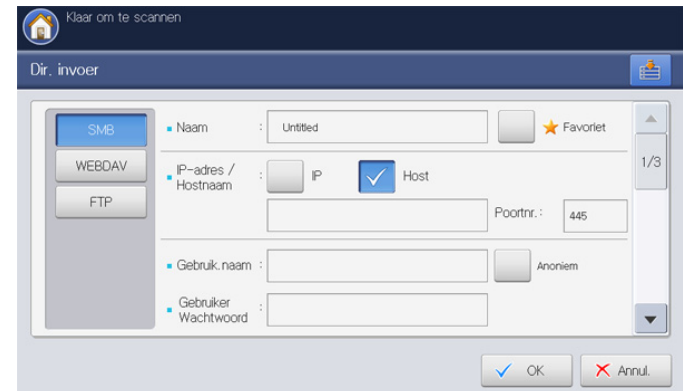 Klaar om te scannen
Dir. invoer
SMB
WEBDAV
FTP
Naam : Untitled Favoriet
IP-adres / Hostnaam : IP Host
Poortnr. : 445
Gebruik.naam : Anoniem
Gebruiker Wachtwoord :
1/3
OK Annul.